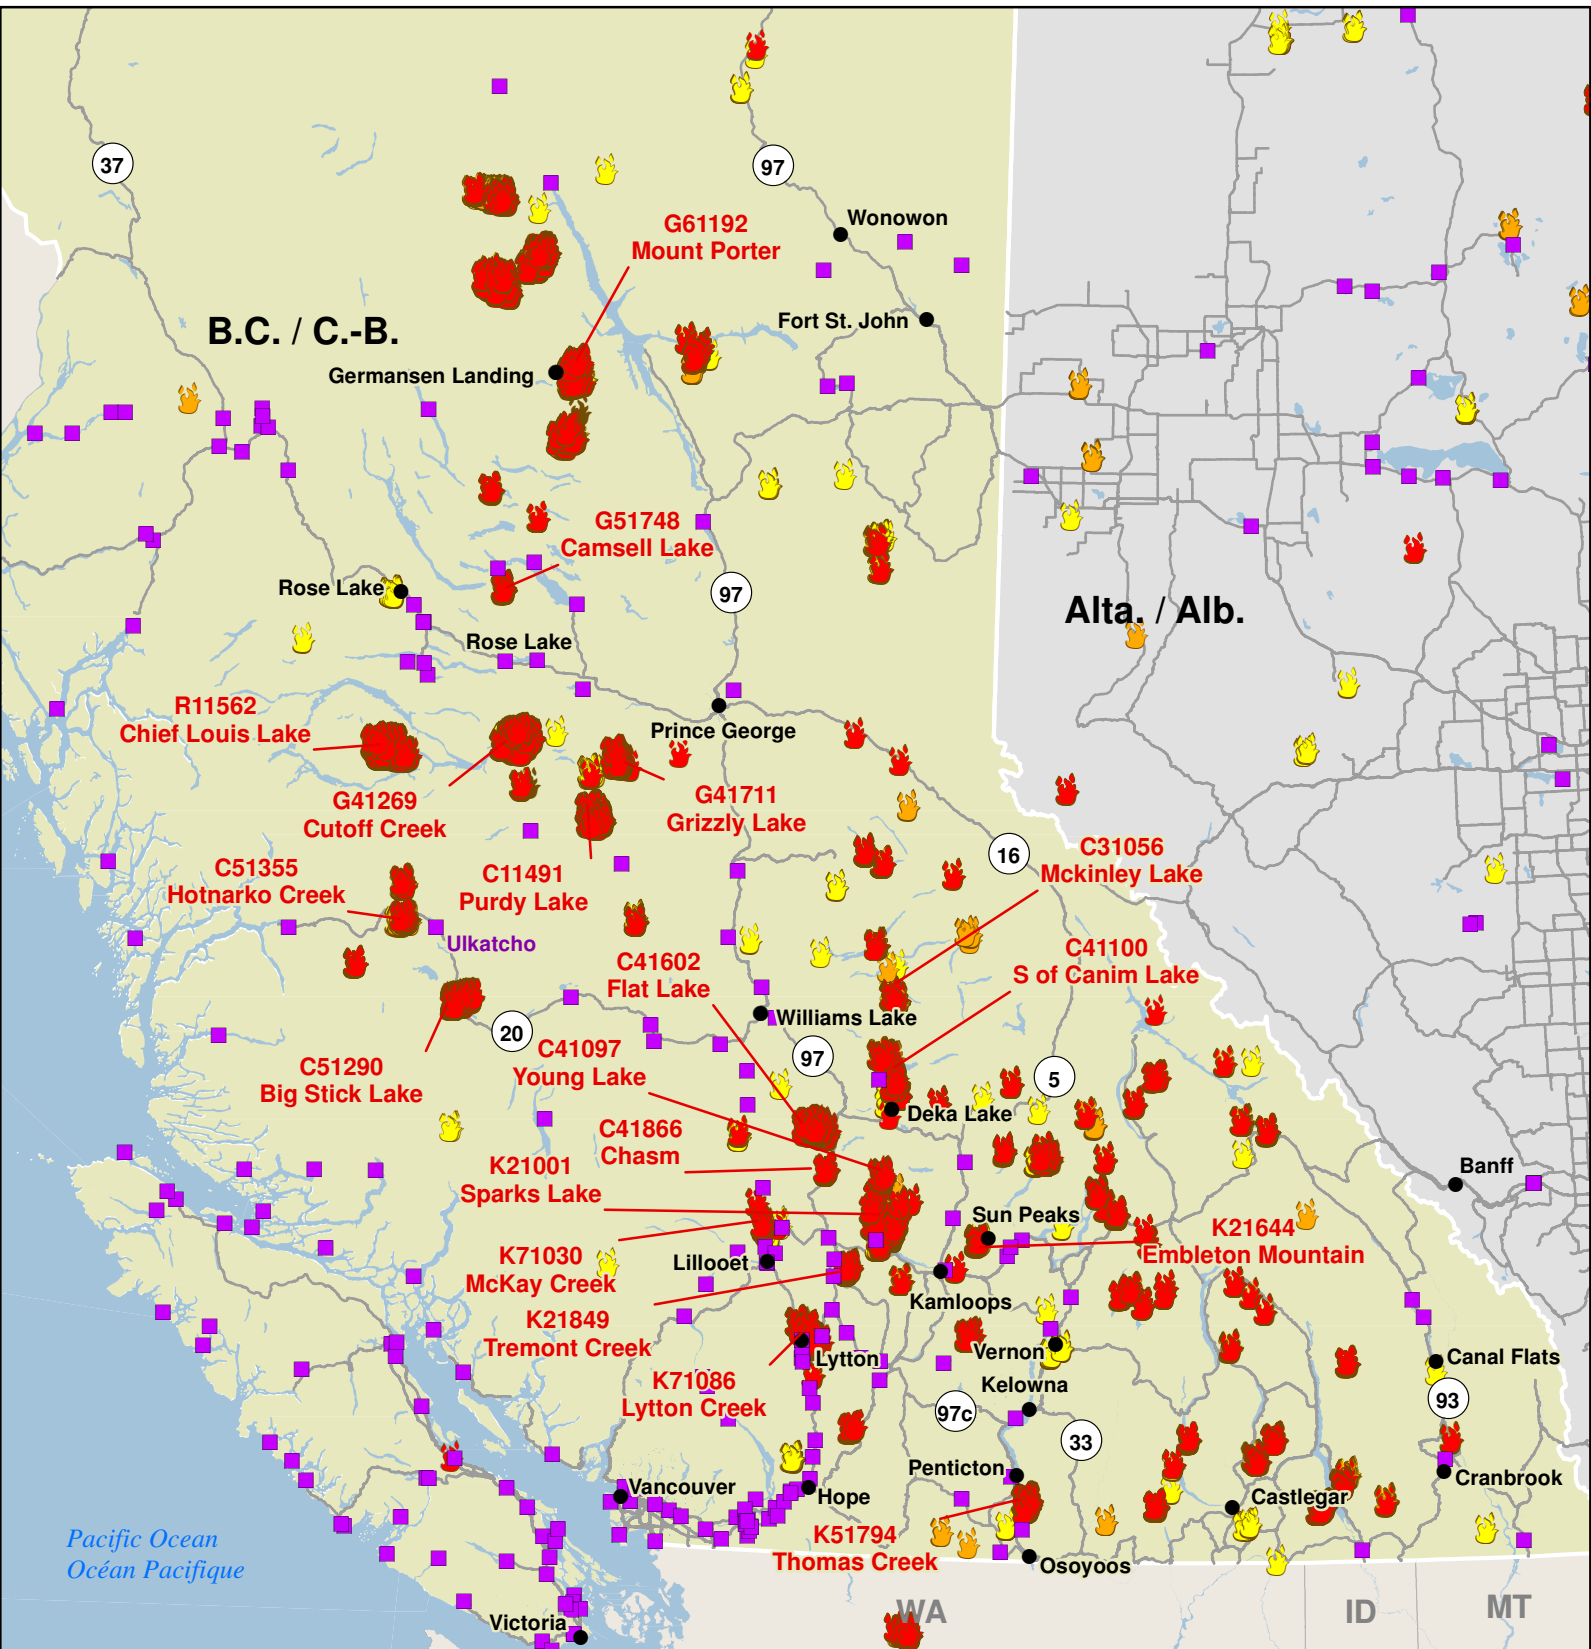 37
97
Wonowon
G61192
Mount Porter
Fort St. John
B.C. / C.-B.
Germansen Landing
G51748
Camsell Lake
Rose Lake
97
Alta. / Alb.
Rose Lake
R11562
Chief Louis Lake
Prince George
G41269
Cutoff Creek
G41711
Grizzly Lake
16
C31056
Mckinley Lake
C51355
Hotnarko Creek
C11491
Purdy Lake
Ulkatcho
C41602
Flat Lake
C41100
S of Canim Lake
Williams Lake
20
C41097
Young Lake
97
C51290
Big Stick Lake
5
Deka Lake
C41866
Chasm
K21001
Sparks Lake
Banff
Sun Peaks
K21644
Embleton Mountain
K71030
McKay Creek
Lillooet
Kamloops
K21849
Tremont Creek
Lytton
Vernon
Canal Flats
K71086
Lytton Creek
Kelowna
97c
93
33
Penticton
Cranbrook
Vancouver
Hope
Castlegar
K51794
Thomas Creek
Osoyoos
Pacific Ocean
Océan Pacifique
Victoria
WA
ID
MT